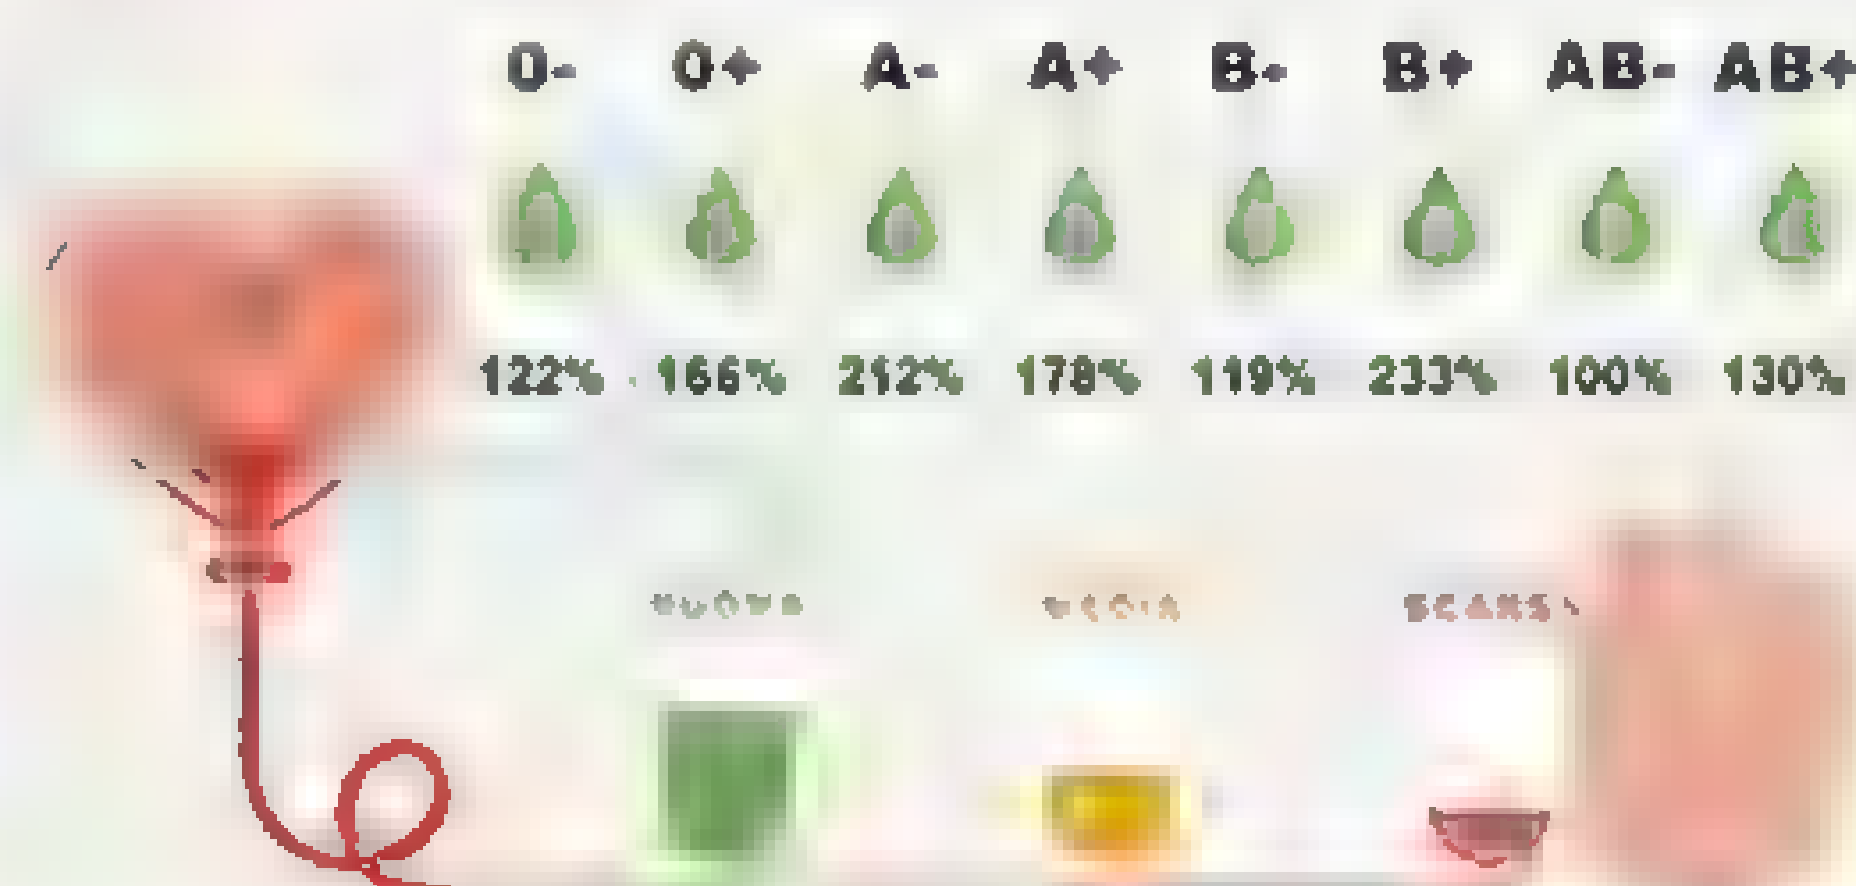 0- 0+ A- A+ B- B+ AB- AB+
122% 166% 212% 178% 119% 233% 100% 130%